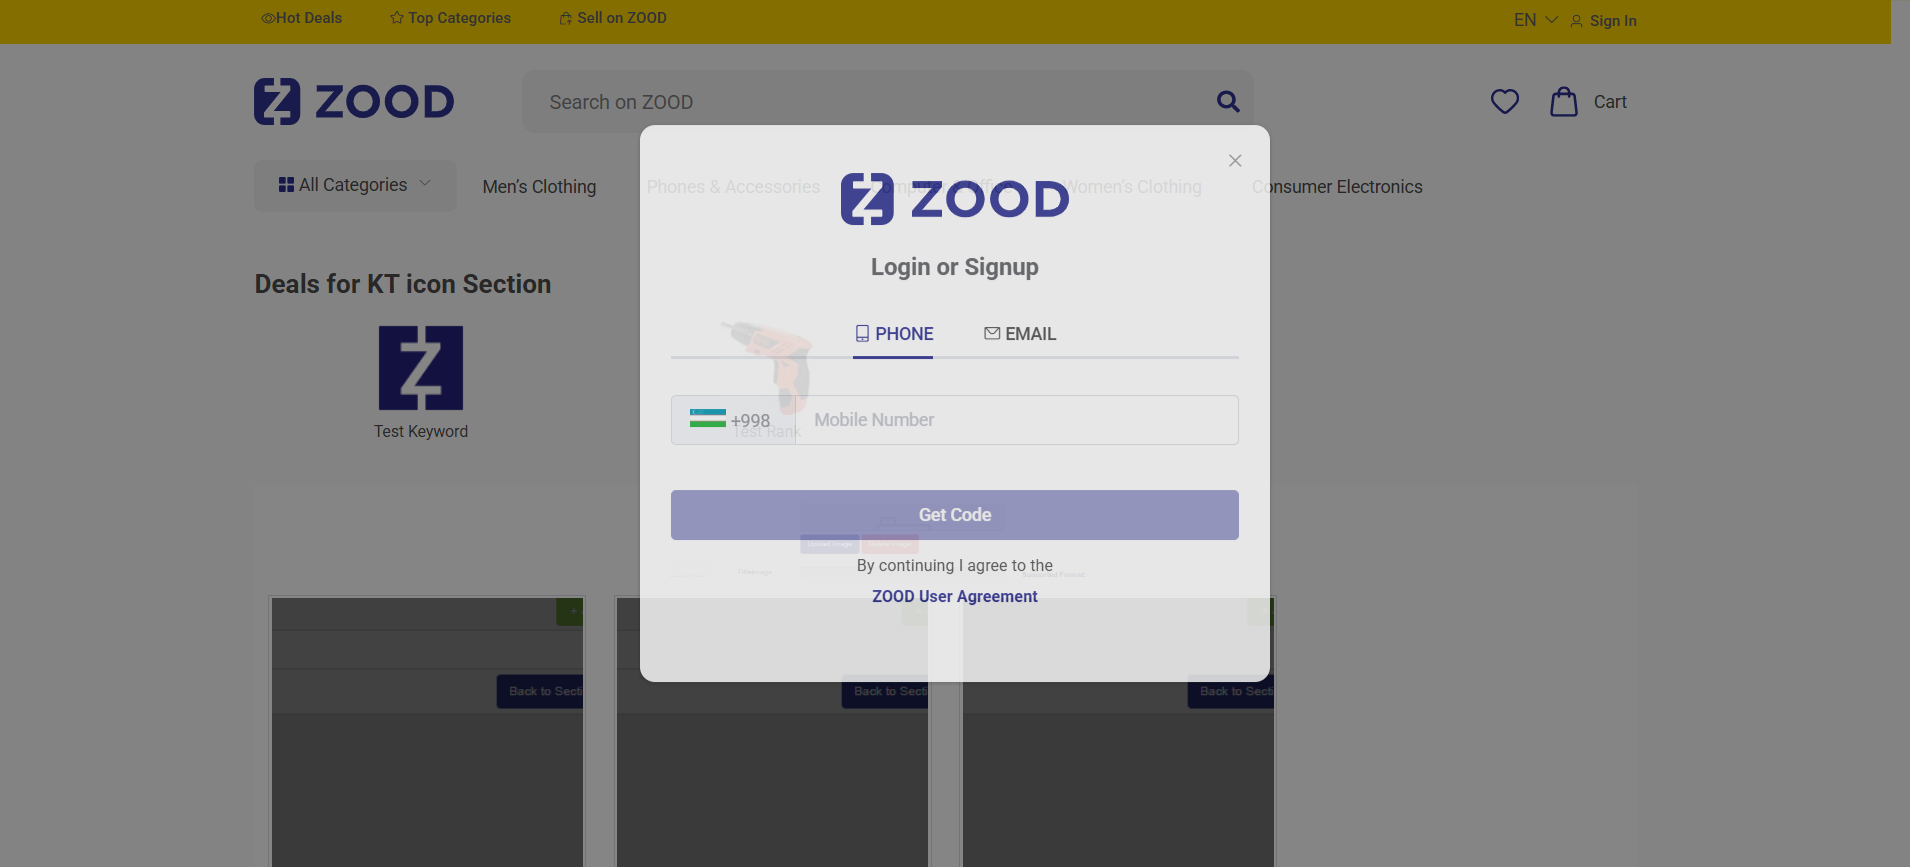 Hot Deals
Top Categories
Sell on ZOOD
EN
Sign In
ZOOD
Search on ZOOD
Cart
All Categories
Men's Clothing
Phones & Accessories
Computer & Office
Women's Clothing
Consumer Electronics
ZOOD
Login or Signup
Deals for KT icon Section
PHONE
EMAIL
+998
Mobile Number
Test Keyword
Test Rank
Get Code
By continuing I agree to the
ZOOD User Agreement
Back to Secti
Back to Secti
Back to Secti